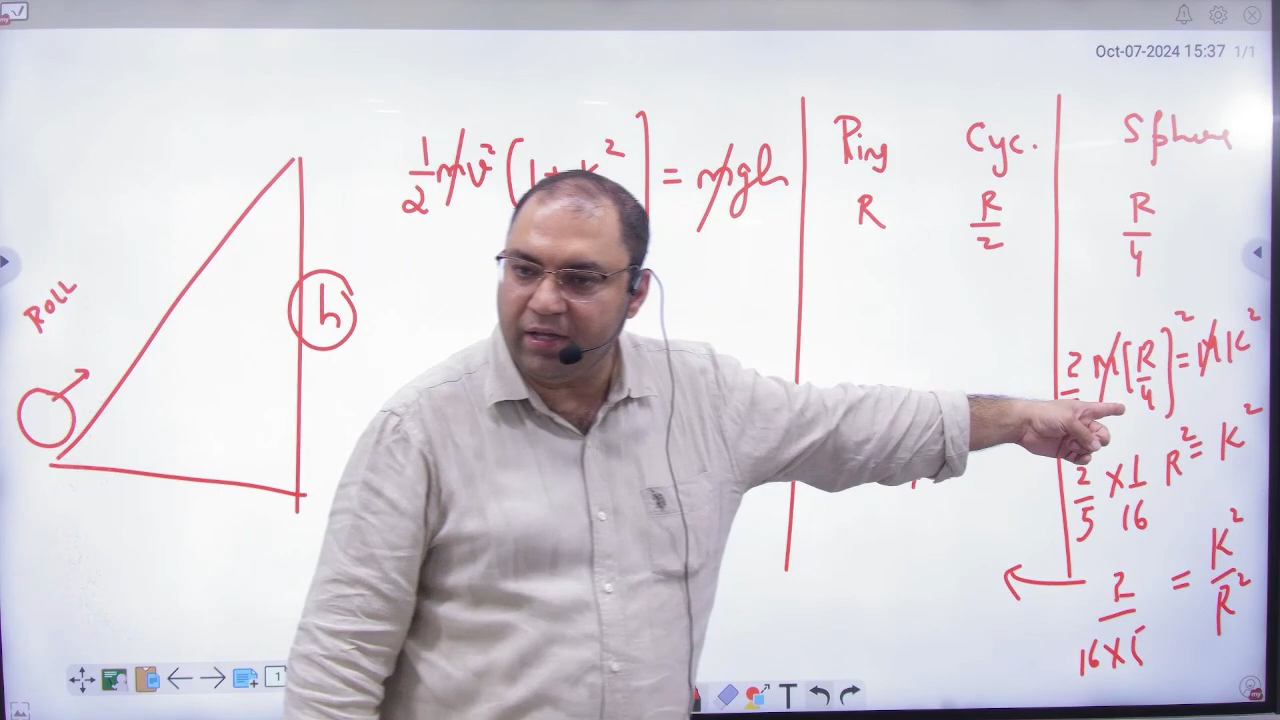 Oct-07-2024 15:37 1/1
ROLL
h
1/2 mv² (1+ K² ] = mgh
Ring
R
Cyc.
R/2
Sphere
R/4
2 m[R/4]² = mK²
2/5 × 1/16 R² = K²
2/(16×5) = K²/R²
1
T